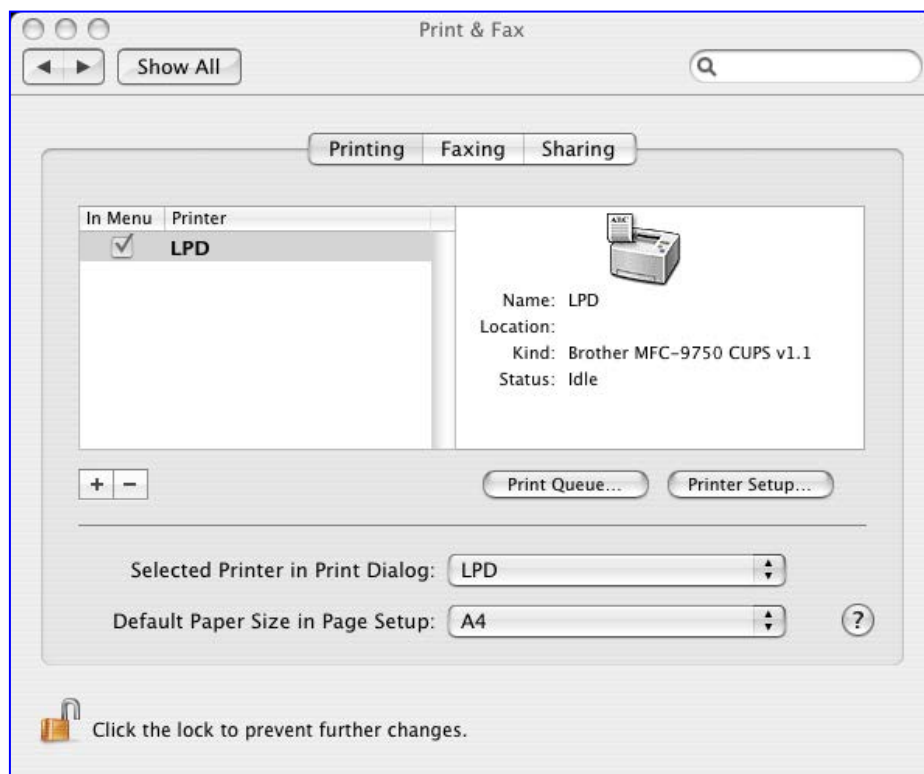 Print & Fax
Show All
Printing Faxing Sharing
In Menu Printer
LPD
ABC
Name: LPD
Location:
Kind: Brother MFC-9750 CUPS v1.1
Status: Idle
+ −
Print Queue... Printer Setup...
Selected Printer in Print Dialog: LPD
Default Paper Size in Page Setup: A4 ?
Click the lock to prevent further changes.